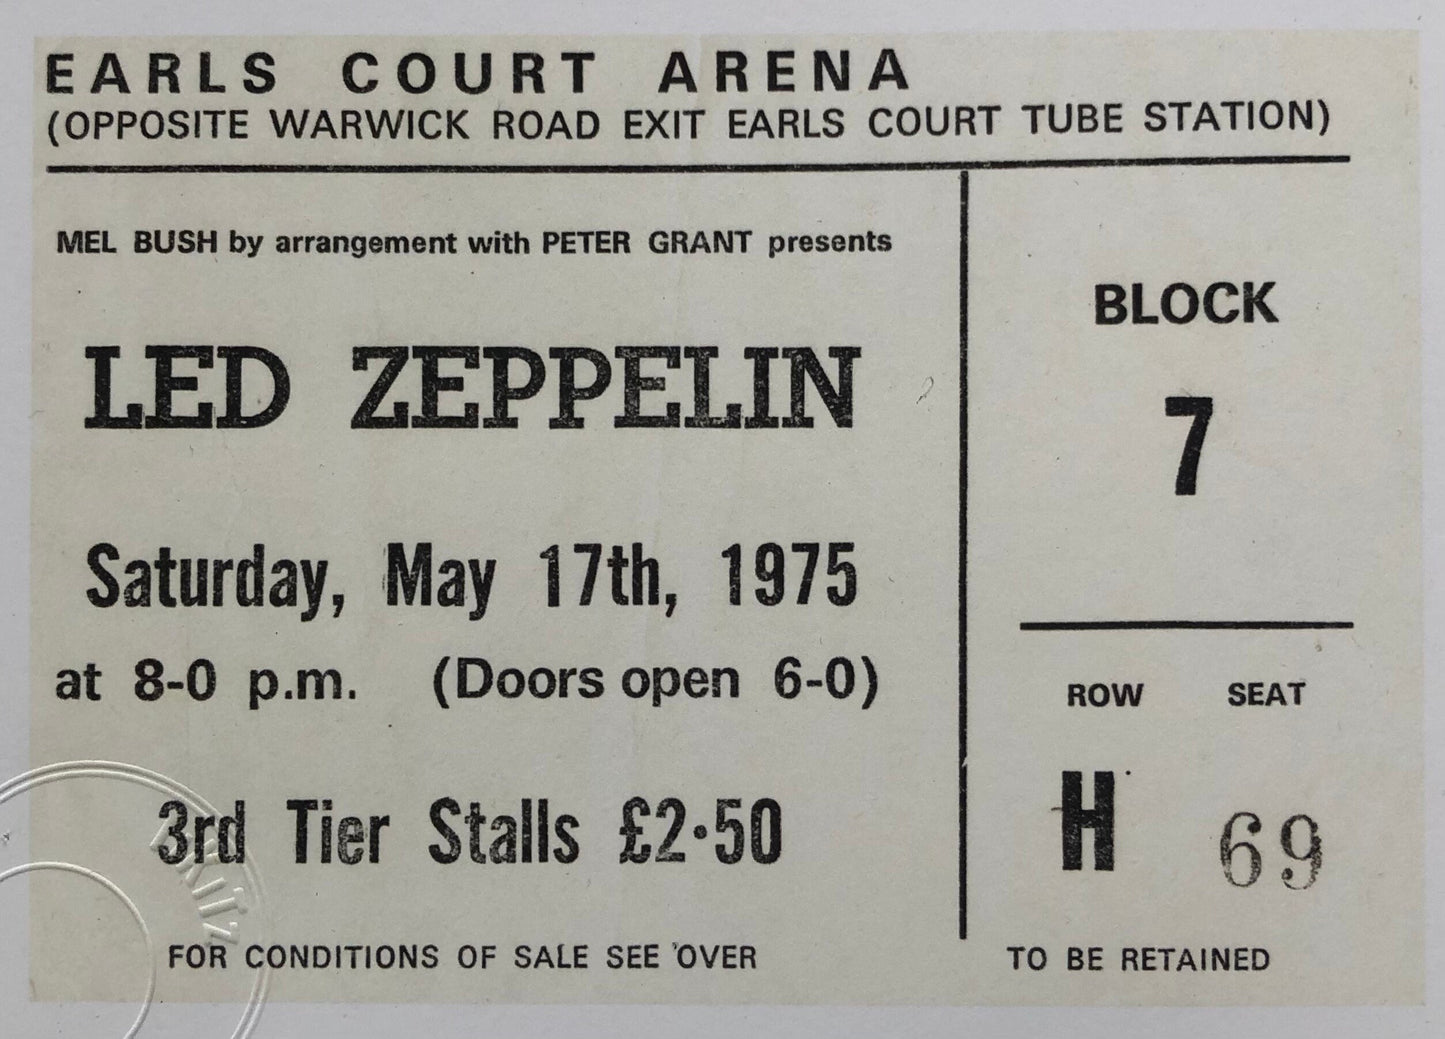 EARLS COURT ARENA
(OPPOSITE WARWICK ROAD EXIT EARLS COURT TUBE STATION)
MEL BUSH by arrangement with PETER GRANT presents
LED ZEPPELIN
Saturday, May 17th, 1975
at 8-0 p.m. (Doors open 6-0)
3rd Tier Stalls £2·50
FOR CONDITIONS OF SALE SEE OVER
BLOCK
7
ROW SEAT
H 69
TO BE RETAINED